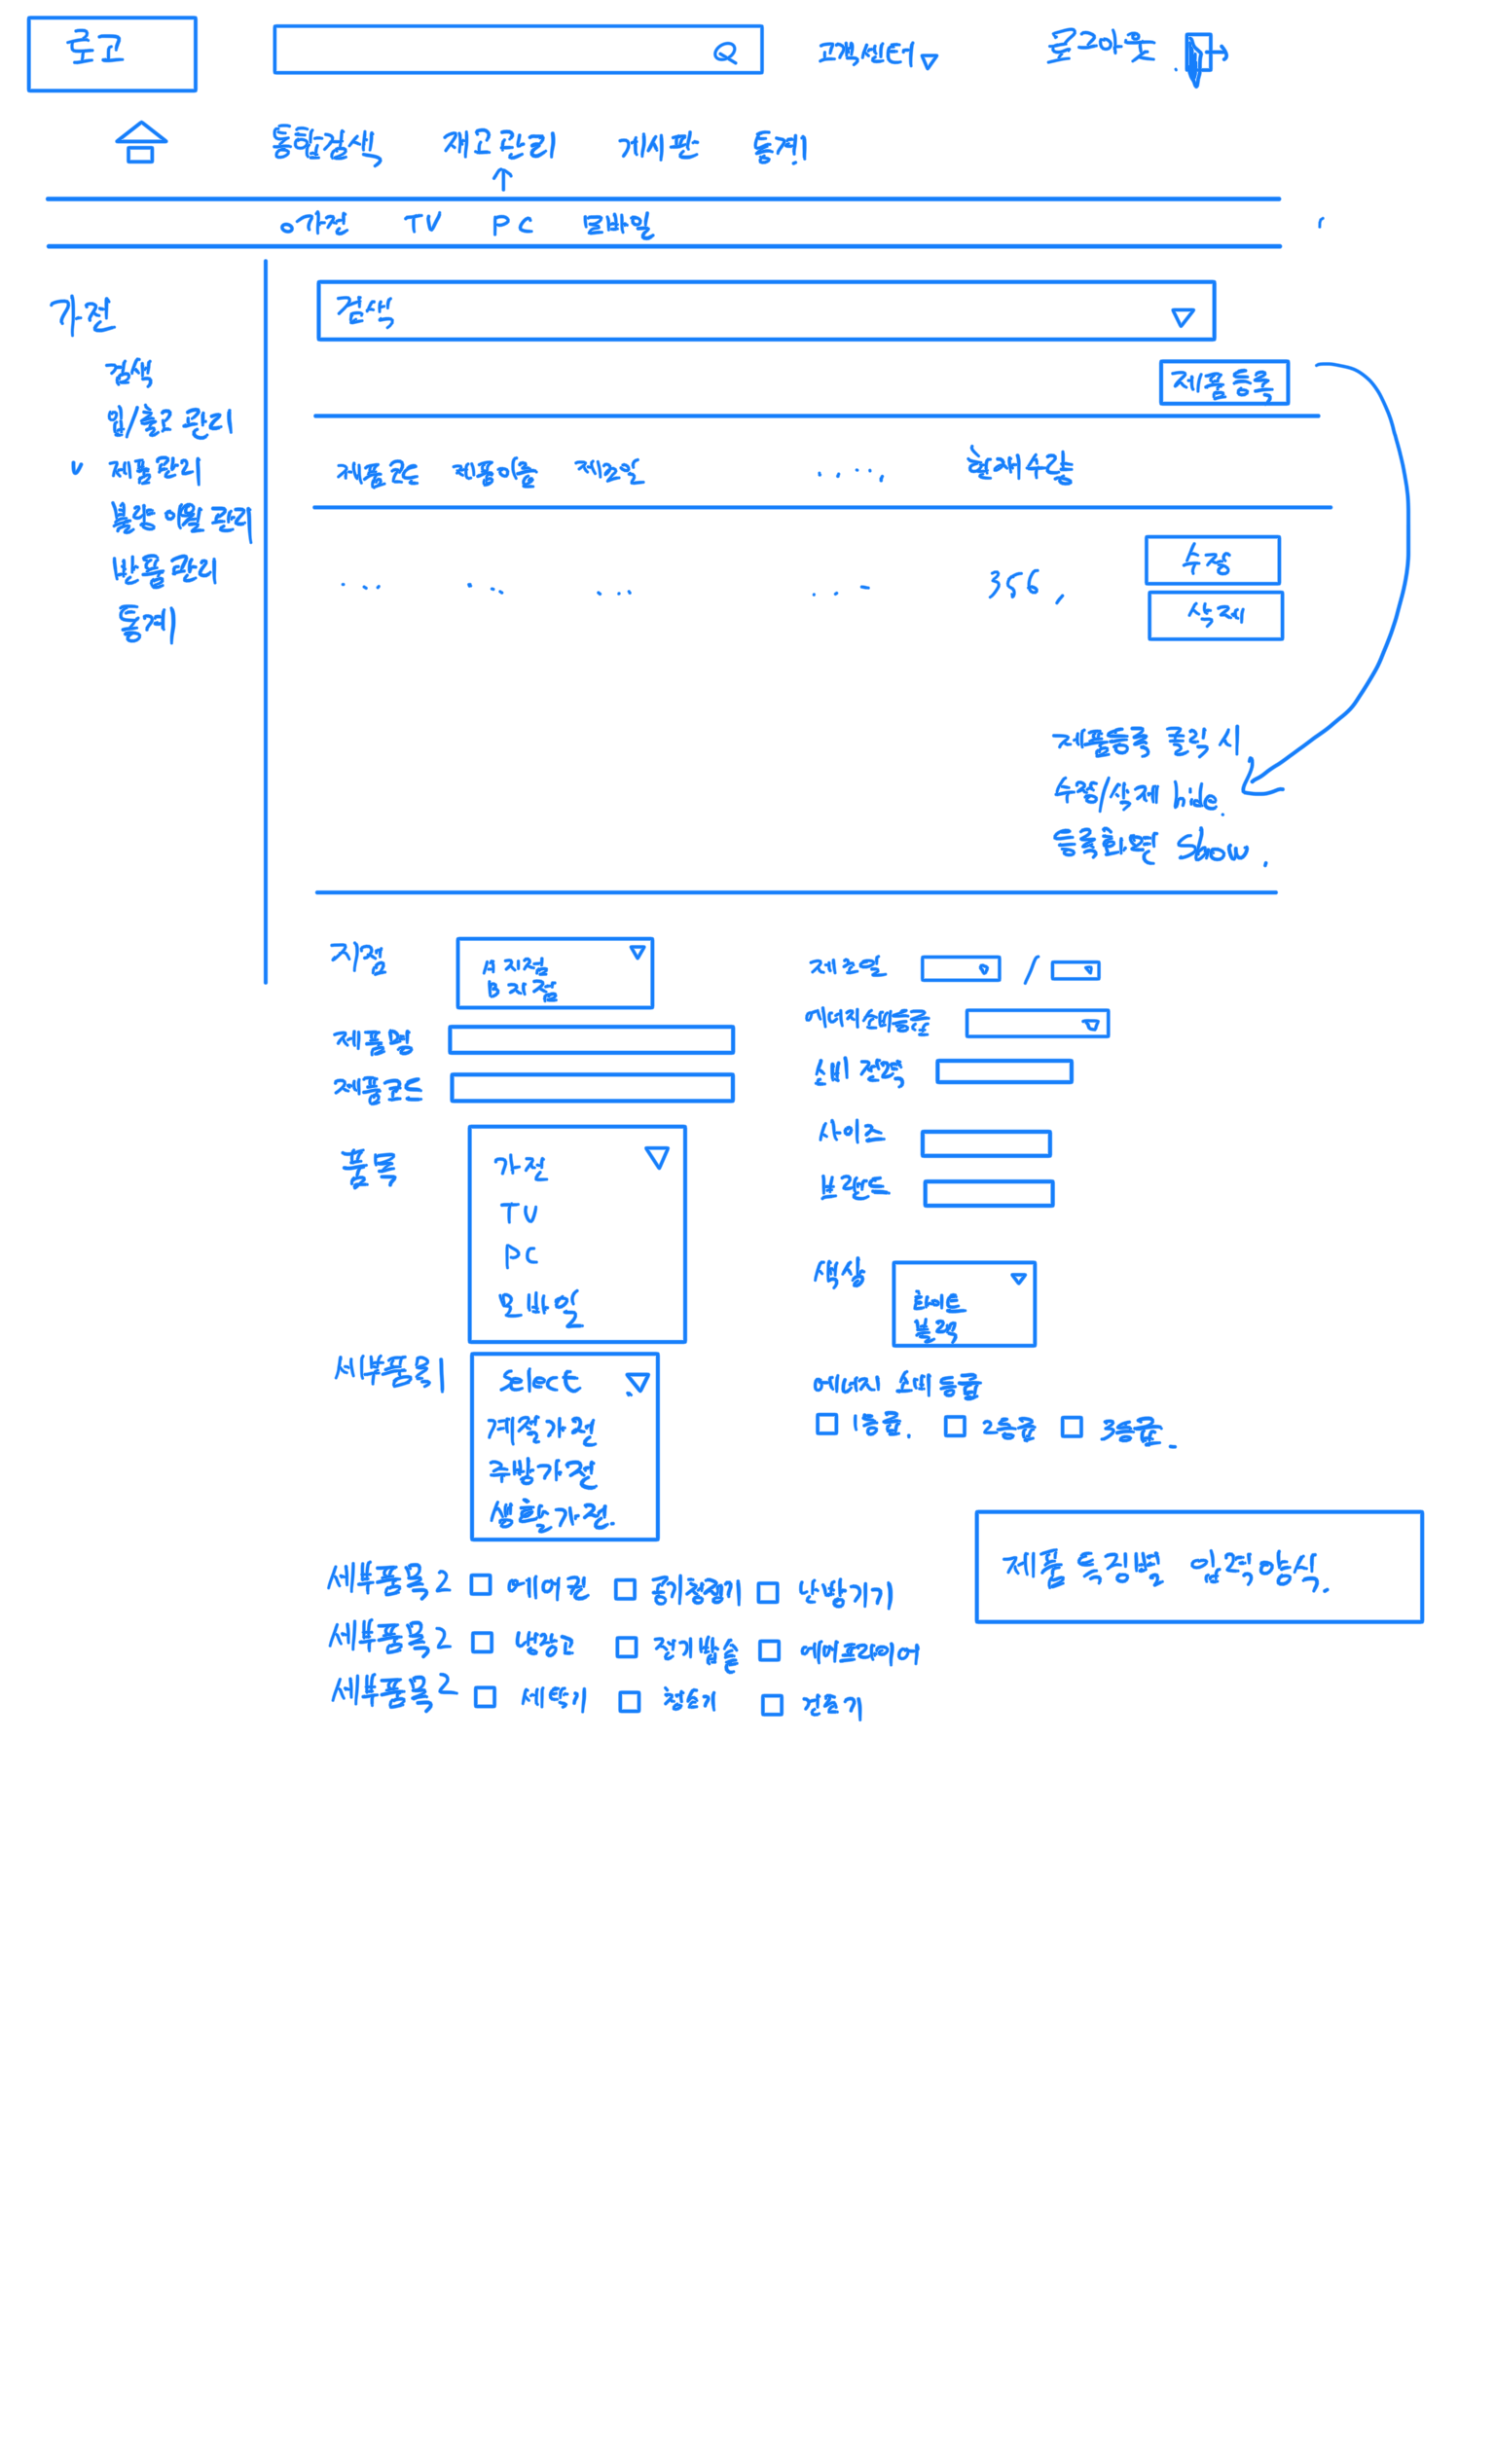 로고
고객센터
로그아웃
통합검색 재고관리 게시판 통계
가전 TV PC 모바일
가전
검색
입/출고 관리
제품관리
불량 이월 관리
반품관리
통계
검색
제품등록
제품코드 제품이름 제조일 ..... 현재수량
... ... ... ... 356,
수정
삭제
제품등록 클릭 시
수정/삭제 hide.
등록화면 Show.
지점
A 지점
B 지점
제품명
제품코드
품목
가전
TV
PC
모바일
세부품목1
Select
계절가전
주방가전
생활가전.
세부품목2 에어컨 공기청정기 난방기기
세부품목2 냉장고 전기밥솥 에어프라이어
세부품목2 세탁기 청소기 건조기
제조일 /
에너지소비등급
소비 전력
사이즈
브랜드
색상
화이트
블랙
에너지 소비 등급
1등급. 2등급 3등급.
제품 등록방법 안내양식.